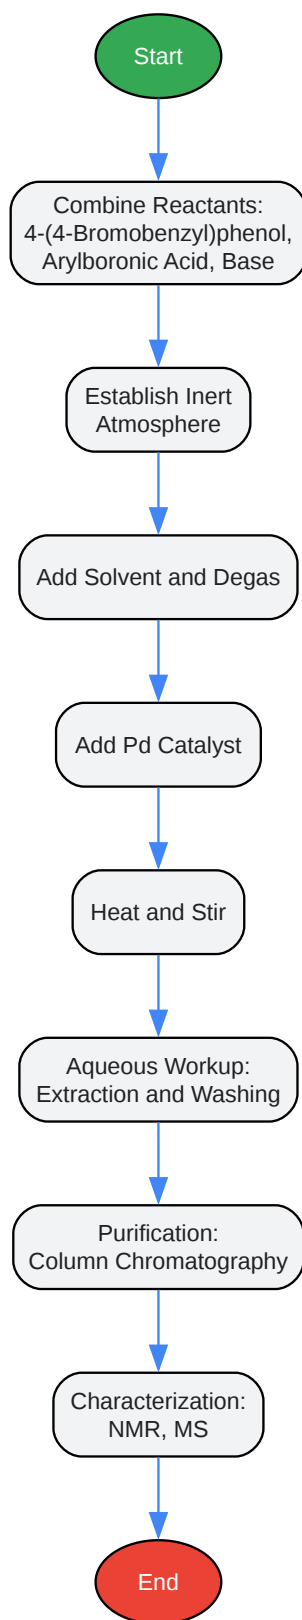 Start
Combine Reactants:
4-(4-Bromobenzyl)phenol,
Arylboronic Acid, Base
Establish Inert
Atmosphere
Add Solvent and Degas
Add Pd Catalyst
Heat and Stir
Aqueous Workup:
Extraction and Washing
Purification:
Column Chromatography
Characterization:
NMR, MS
End